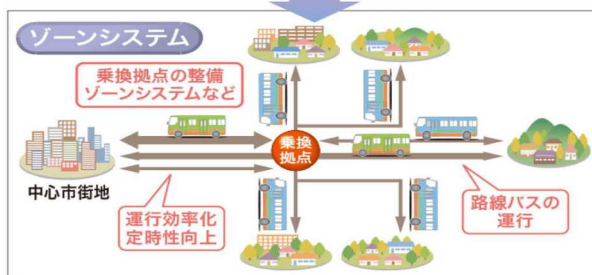 ゾーンシステム
乗換拠点の整備
ゾーンシステムなど
乗換
拠点
中心市街地
運行効率化
定時性向上
路線バスの
運行